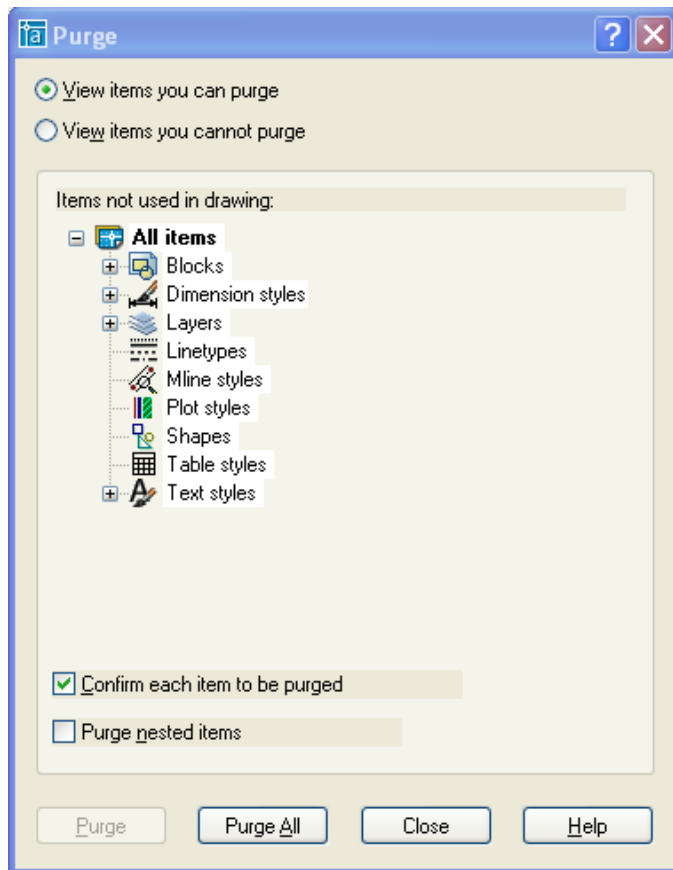 Purge
View items you can purge
View items you cannot purge
Items not used in drawing:
All items
Blocks
Dimension styles
Layers
Linetypes
Mline styles
Plot styles
Shapes
Table styles
Text styles
Confirm each item to be purged
Purge nested items
Purge Purge All Close Help